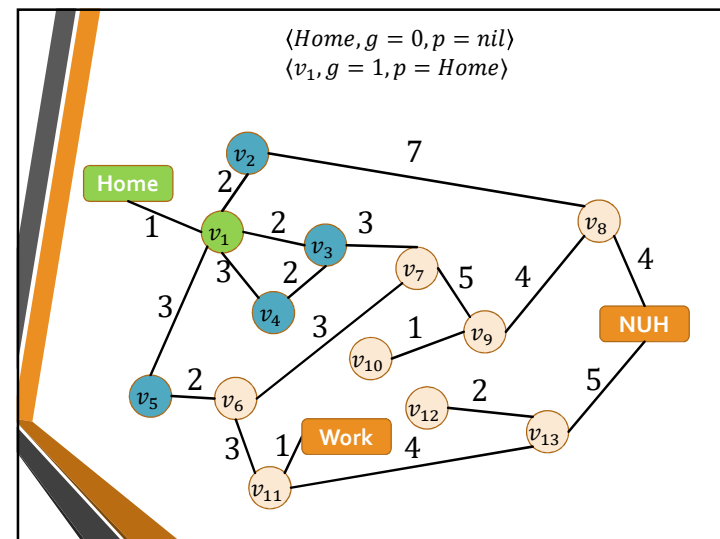 ⟨Home, g = 0, p = nil⟩
⟨v₁, g = 1, p = Home⟩
7
v₂
Home
2
1
v₁
2
v₃
3
v₈
3
2
v₇
5
4
4
3
v₄
3
1
v₉
NUH
v₁₀
5
v₅
2
v₆
v₁₂
2
3
1
Work
4
v₁₃
v₁₁